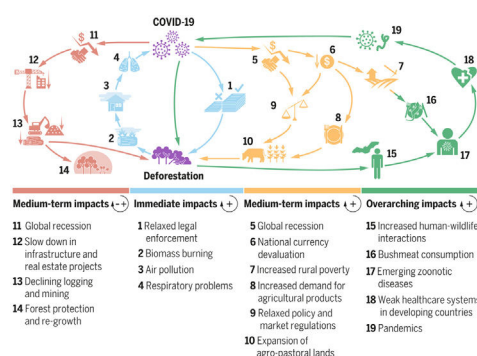 COVID-19
11
12
13
14
4
3
2
1
5
6
9
10
8
7
16
15
17
18
19
Deforestation
Medium-term impacts -+
11 Global recession
12 Slow down in
infrastructure and
real estate projects
13 Declining logging
and mining
14 Forest protection
and re-growth
Immediate impacts +
1 Relaxed legal
enforcement
2 Biomass burning
3 Air pollution
4 Respiratory problems
Medium-term impacts +
5 Global recession
6 National currency
devaluation
7 Increased rural poverty
8 Increased demand for
agricultural products
9 Relaxed policy and
market regulations
10 Expansion of
agro-pastoral lands
Overarching impacts +
15 Increased human-wildlife
interactions
16 Bushmeat consumption
17 Emerging zoonotic
diseases
18 Weak healthcare systems
in developing countries
19 Pandemics